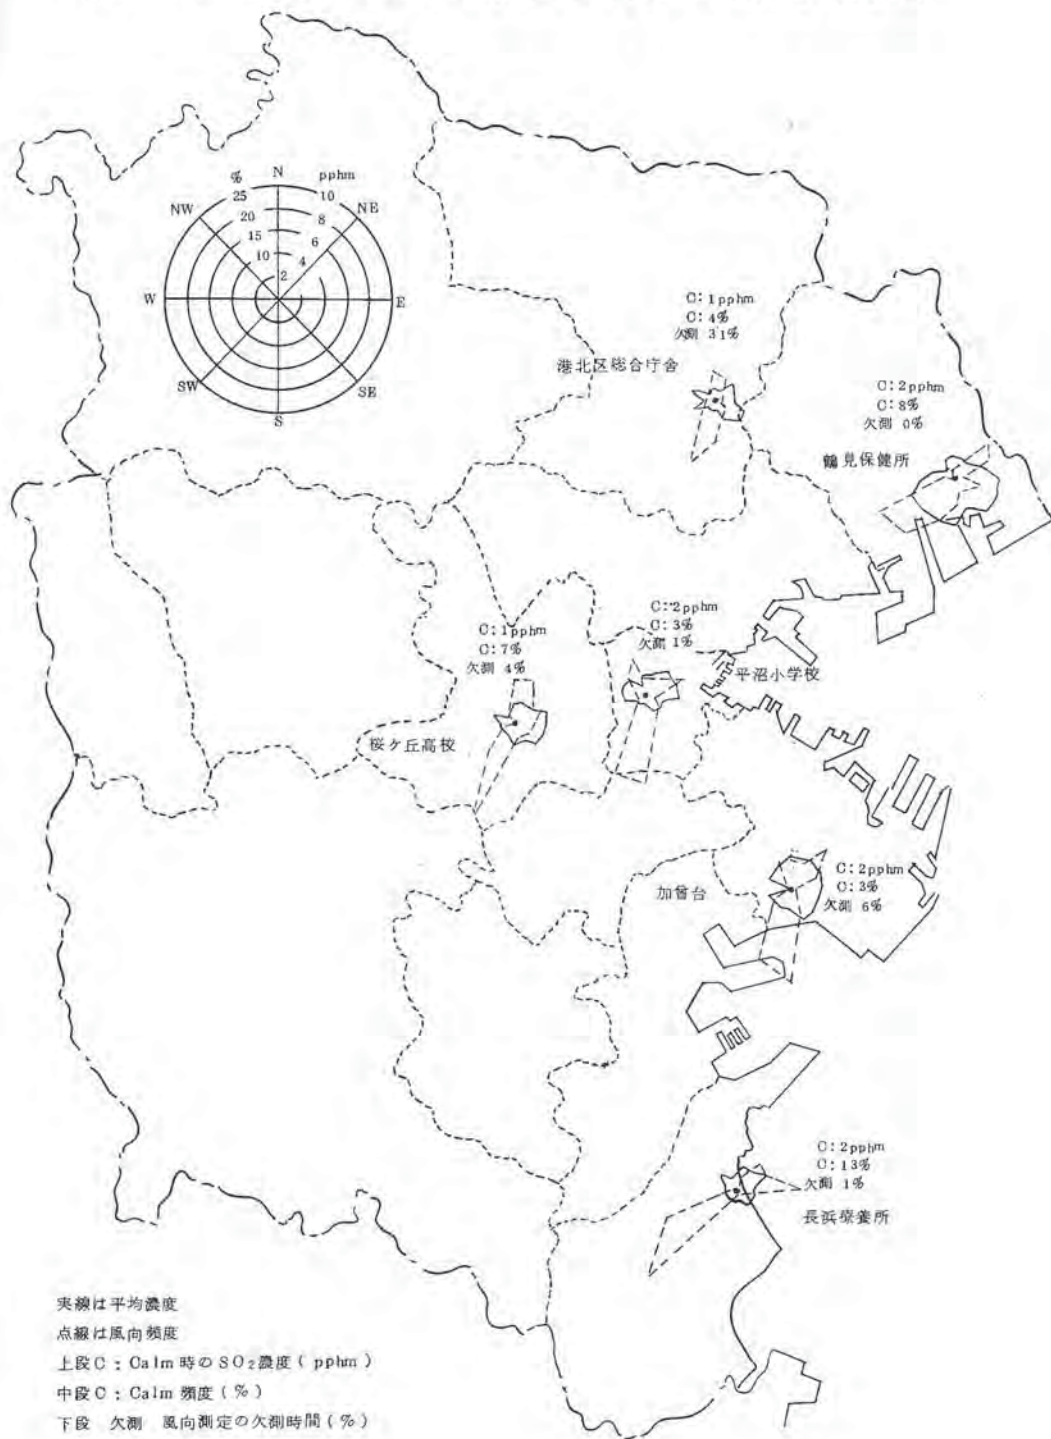 % N pphm
NW 25 10 NE
20 8
15 6
10 4
2
W E
SW SE
S
C:1pphm
C:4%
欠測 31%
港北区総合庁舎
C:2pphm
C:8%
欠測 0%
鶴見保健所
C:2pphm
C:3%
欠測 1%
平沼小学校
C:1pphm
C:7%
欠測 4%
桜ケ丘高校
C:2pphm
C:3%
欠測 6%
加曽台
C:2pphm
C:13%
欠測 1%
長浜療養所
実線は平均濃度
点線は風向頻度
上段C:Calm 時のSO₂濃度(pphm)
中段C:Calm 頻度(%)
下段 欠測 風向測定の欠測時間(%)